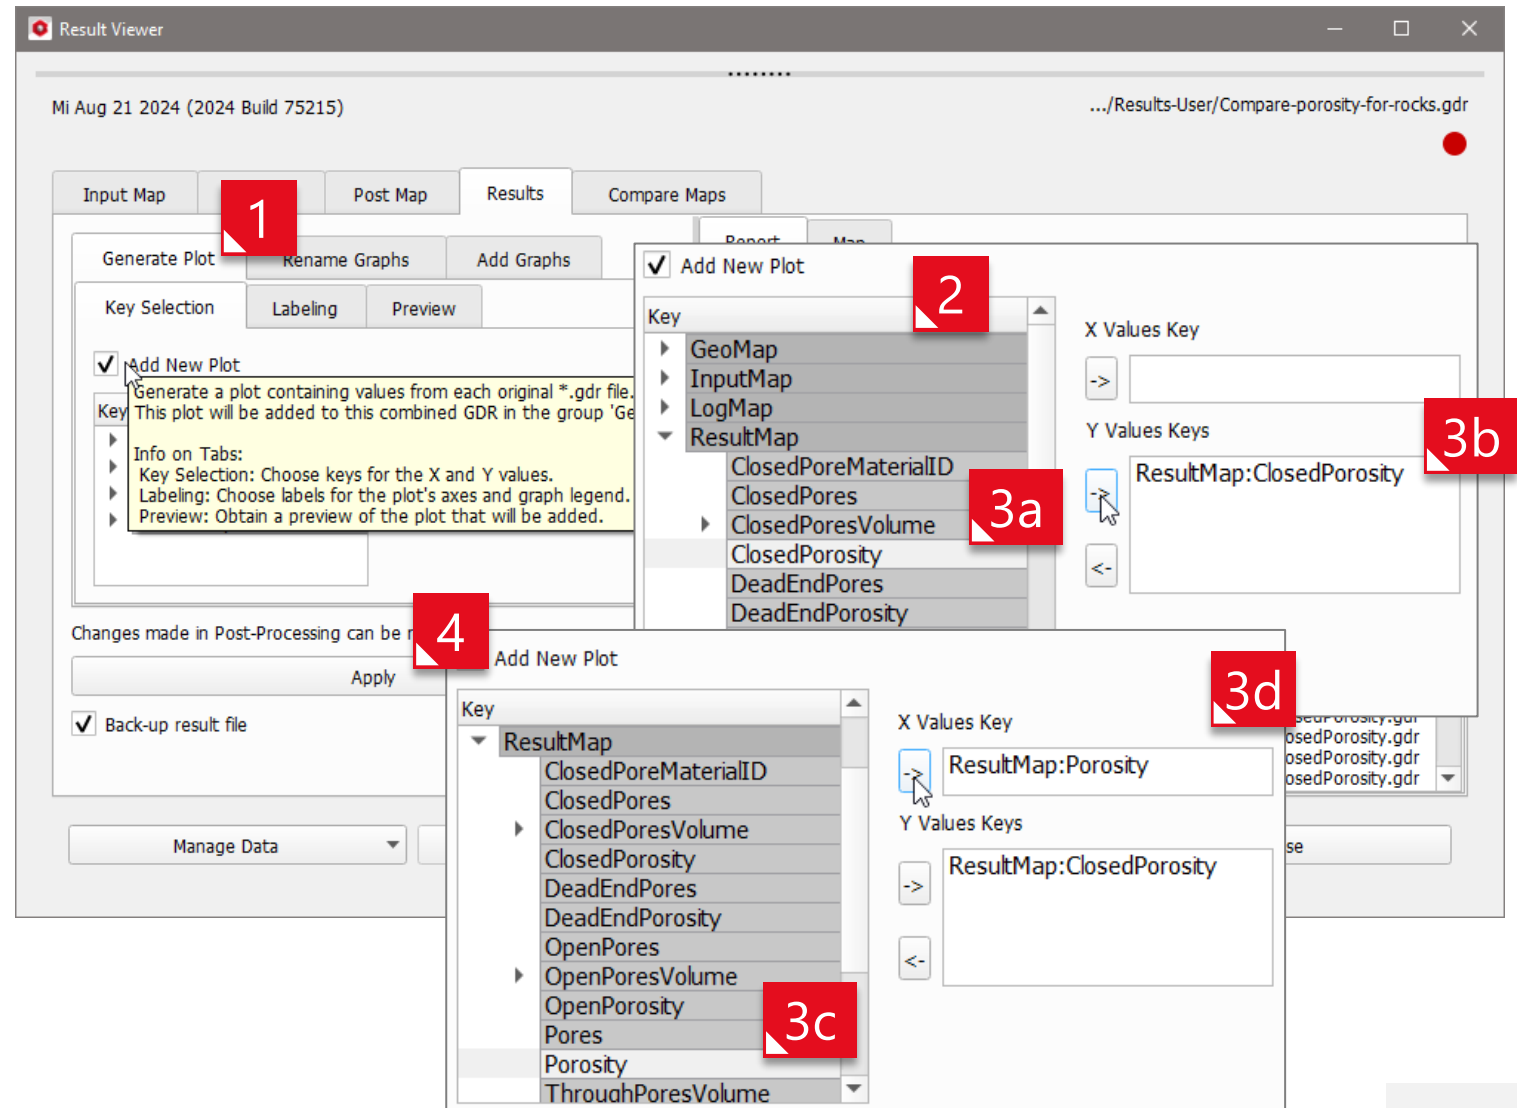 Result Viewer
Mi Aug 21 2024 (2024 Build 75215)
.../Results-User/Compare-porosity-for-rocks.gdr
Input Map
Post Map
Results
Compare Maps
1
Generate Plot
Rename Graphs
Add Graphs
Report
Map
Key Selection
Labeling
Preview
Add New Plot
Key
Generate a plot containing values from each original *.gdr file.
This plot will be added to this combined GDR in the group 'Ge
Info on Tabs:
Key Selection: Choose keys for the X and Y values.
Labeling: Choose labels for the plot's axes and graph legend.
Preview: Obtain a preview of the plot that will be added.
Changes made in Post-Processing can be
Apply
Back-up result file
Manage Data
2
Add New Plot
Key
GeoMap
InputMap
LogMap
ResultMap
ClosedPoreMaterialID
ClosedPores
ClosedPoresVolume
ClosedPorosity
DeadEndPores
DeadEndPorosity
3a
X Values Key
->
Y Values Keys
3b
->
ResultMap:ClosedPorosity
<-
4
Add New Plot
Key
ResultMap
ClosedPoreMaterialID
ClosedPores
ClosedPoresVolume
ClosedPorosity
DeadEndPores
DeadEndPorosity
OpenPores
OpenPoresVolume
OpenPorosity
Pores
Porosity
ThroughPoresVolume
3c
3d
X Values Key
->
ResultMap:Porosity
Y Values Keys
->
ResultMap:ClosedPorosity
<-
osedPorosity.gdr
osedPorosity.gdr
osedPorosity.gdr
se